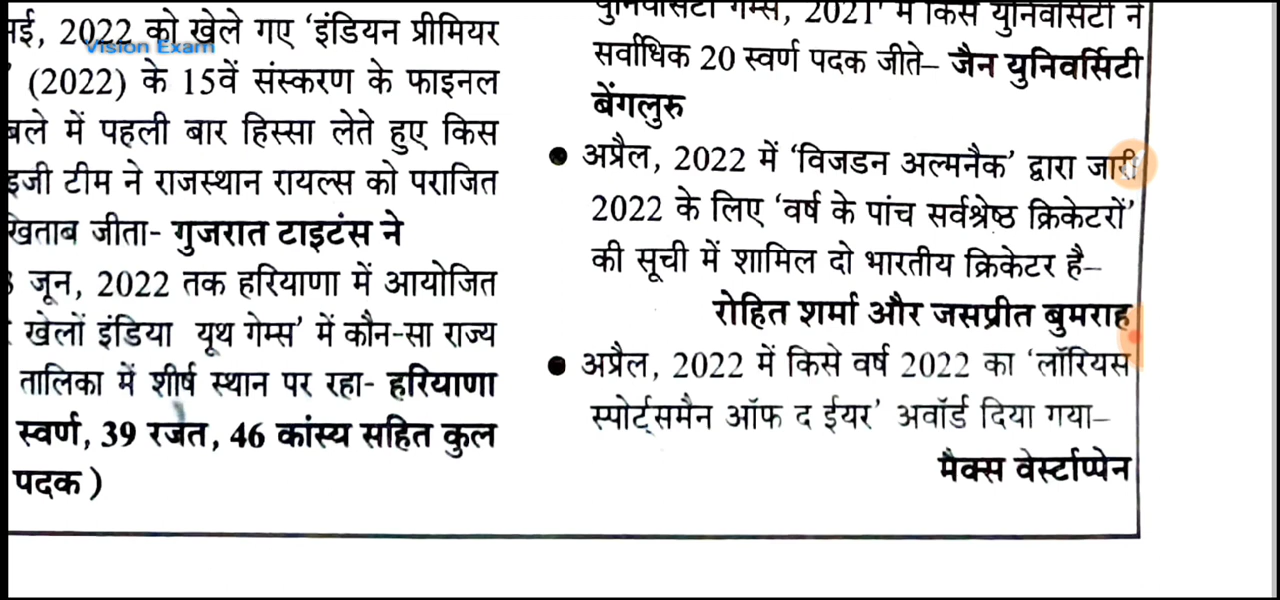 2022 को खेले गए ‘इंडियन प्रीमियर
Vision Exam
(2022) के 15वें संस्करण के फाइनल
में पहली बार हिस्सा लेते हुए किस
टीम ने राजस्थान रायल्स को पराजित
खिताब जीता- गुजरात टाइटंस ने
जून, 2022 तक हरियाणा में आयोजित
खेलों इंडिया यूथ गेम्स’ में कौन-सा राज्य
तालिका में शीर्ष स्थान पर रहा- हरियाणा
स्वर्ण, 39 रजत, 46 कांस्य सहित कुल
पदक )
2021’ में किस युनिवर्सिटी ने
सर्वाधिक 20 स्वर्ण पदक जीते– जैन युनिवर्सिटी
बेंगलुरु
● अप्रैल, 2022 में ‘विजडन अल्मनैक’ द्वारा जारी
2022 के लिए ‘वर्ष के पांच सर्वश्रेष्ठ क्रिकेटरों’
की सूची में शामिल दो भारतीय क्रिकेटर है–
रोहित शर्मा और जसप्रीत बुमराह
● अप्रैल, 2022 में किसे वर्ष 2022 का ‘लॉरियस
स्पोर्ट्समैन ऑफ द ईयर’ अवॉर्ड दिया गया–
मैक्स वेर्स्टाप्पेन